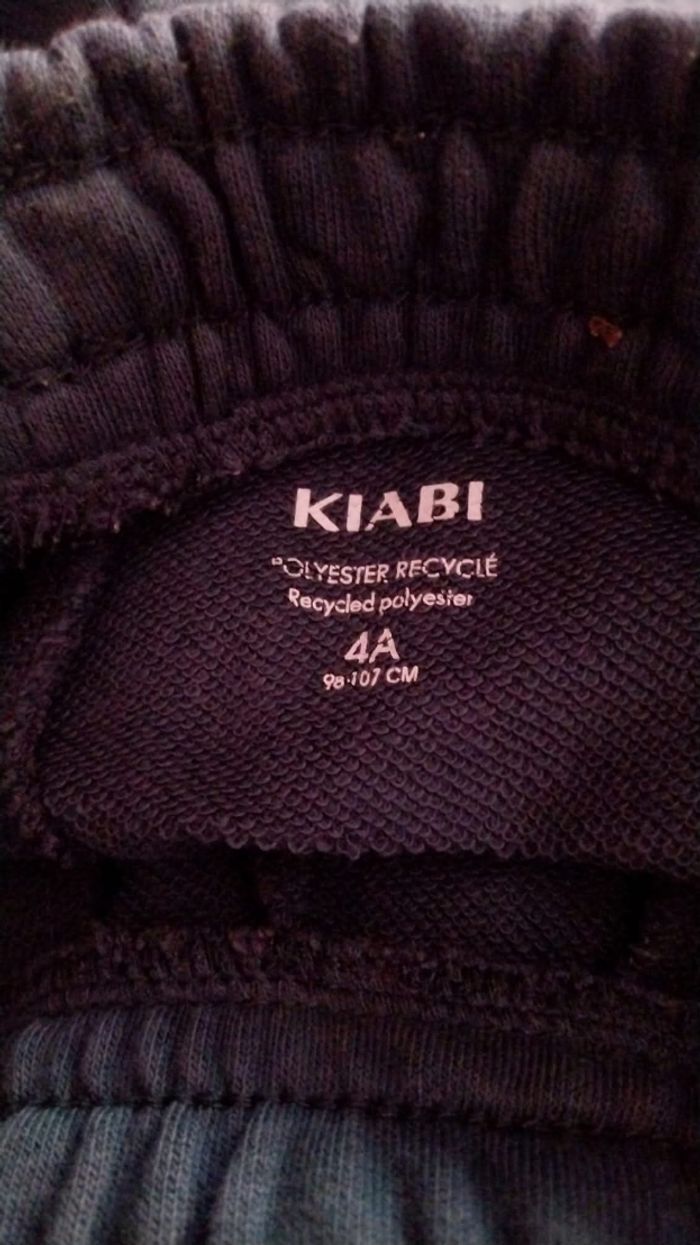 KIABI
POLYESTER RECYCLÉ
Recycled polyester
4A
98-107 CM